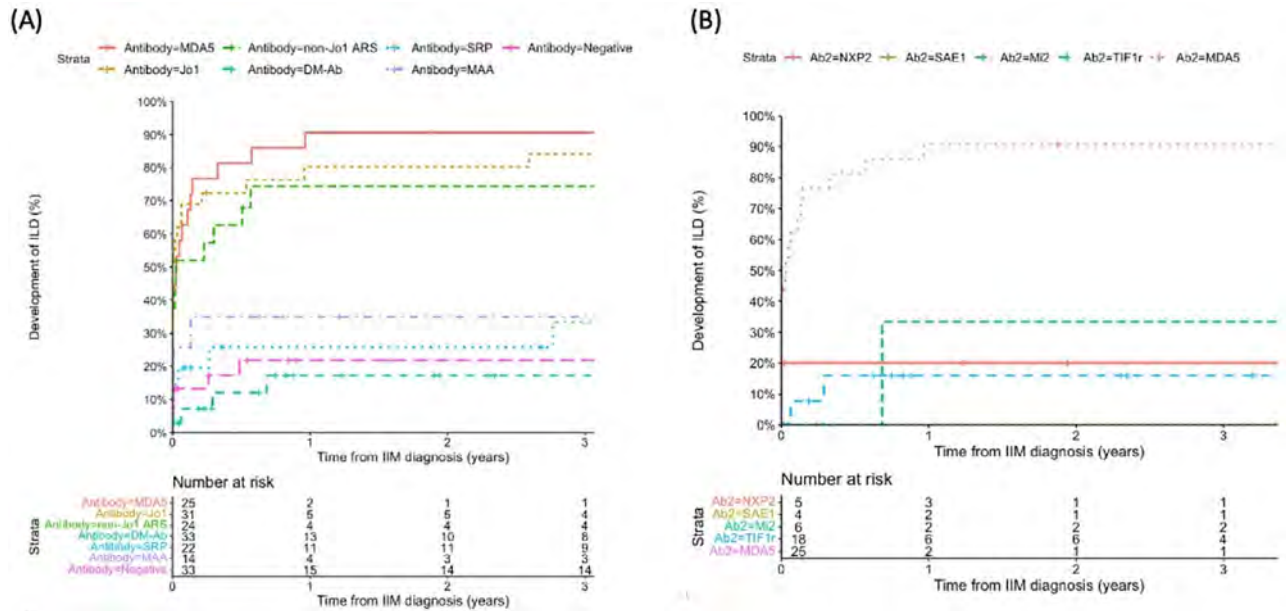 (A)
Strata
Antibody=MDA5 Antibody=non-Jo1 ARS Antibody=SRP Antibody=Negative
Antibody=Jo1 Antibody=DM-Ab Antibody=MAA
100%
90%
80%
70%
60%
50%
40%
30%
20%
10%
0%
Development of ILD (%)
0 1 2 3
Time from IIM diagnosis (years)
Number at risk
Strata
Antibody=MDA5 25 2 1 1
Antibody=Jo1 31 5 5 4
Antibody=non-Jo1 ARS 24 4 4 4
Antibody=DM-Ab 33 13 10 8
Antibody=SRP 22 11 11 9
Antibody=MAA 14 4 3 3
Antibody=Negative 33 15 14 14
0 1 2 3
Time from IIM diagnosis (years)
(B)
Strata Ab2=NXP2 Ab2=SAE1 Ab2=Mi2 Ab2=TIF1r Ab2=MDA5
100%
90%
80%
70%
60%
50%
40%
30%
20%
10%
0%
Development of ILD (%)
0 1 2 3
Time from IIM diagnosis (years)
Number at risk
Strata
Ab2=NXP2 5 3 1 1
Ab2=SAE1 4 2 1 1
Ab2=Mi2 6 2 2 2
Ab2=TIF1r 18 6 6 4
Ab2=MDA5 25 2 1 1
0 1 2 3
Time from IIM diagnosis (years)